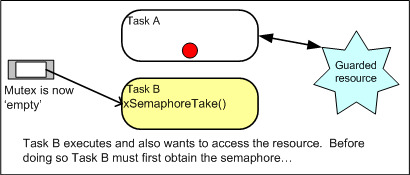 Task A
Guarded
resource
Mutex is now
‘empty’
Task B
xSemaphoreTake()
Task B executes and also wants to access the resource.  Before
doing so Task B must first obtain the semaphore…